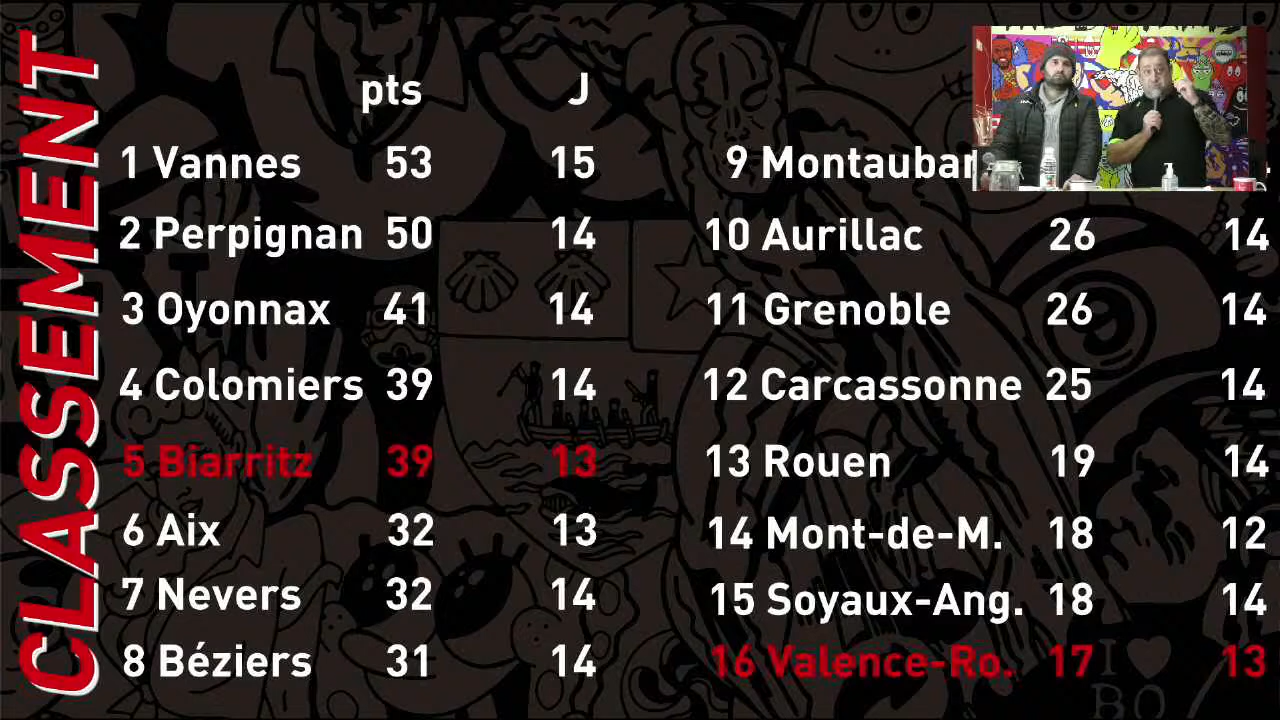 CLASSEMENT
pts J
1 Vannes 53 15
2 Perpignan 50 14
3 Oyonnax 41 14
4 Colomiers 39 14
5 Biarritz 39 13
6 Aix 32 13
7 Nevers 32 14
8 Béziers 31 14
9
10 Aurillac 26 14
11 Grenoble 26 14
12 Carcassonne 25 14
13 Rouen 19 14
14 Mont-de-M. 18 12
15 Soyaux-Ang. 18 14
16 Valence-Ro. 17 13
I
BO